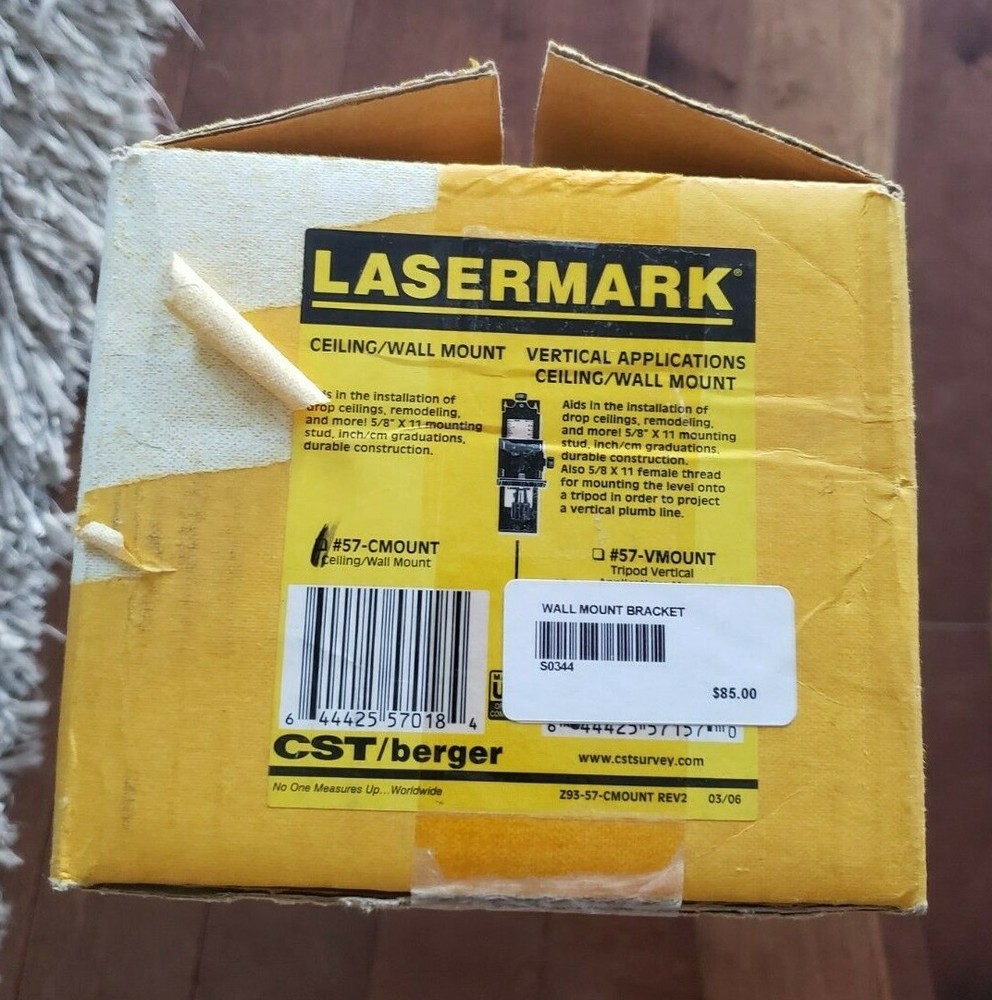 LASERMARK®
CEILING/WALL MOUNT
Aids in the installation of
drop ceilings, remodeling,
and more! 5/8" X 11 mounting
stud, inch/cm graduations,
durable construction.
#57-CMOUNT
Ceiling/Wall Mount
6 44425 57018 4
VERTICAL APPLICATIONS
CEILING/WALL MOUNT
Aids in the installation of
drop ceilings, remodeling,
and more! 5/8" X 11 mounting
stud, inch/cm graduations,
durable construction.
Also 5/8 X 11 female thread
for mounting the level onto
a tripod in order to project
a vertical plumb line.
#57-VMOUNT
Tripod Vertical
WALL MOUNT BRACKET
S0344
$85.00
6 44425 57157 0
CST/berger
www.cstsurvey.com
No One Measures Up...Worldwide
Z93-57-CMOUNT REV2 03/06